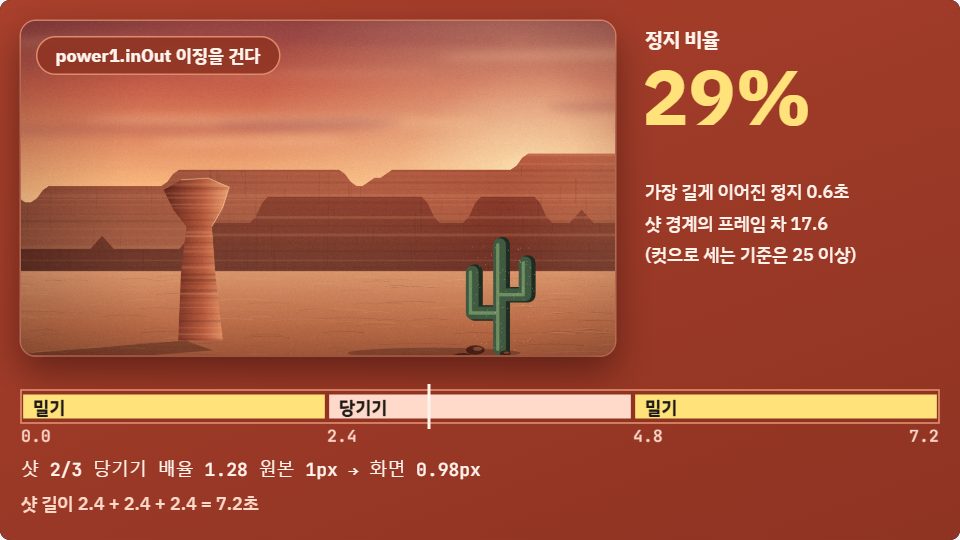 power1.inOut 이징을 건다
정지 비율
29%
가장 길게 이어진 정지 0.6초
샷 경계의 프레임 차 17.6
(컷으로 세는 기준은 25 이상)
밀기
당기기
밀기
0.0
2.4
4.8
7.2
샷 2/3 당기기 배율 1.28 원본 1px → 화면 0.98px
샷 길이 2.4 + 2.4 + 2.4 = 7.2초